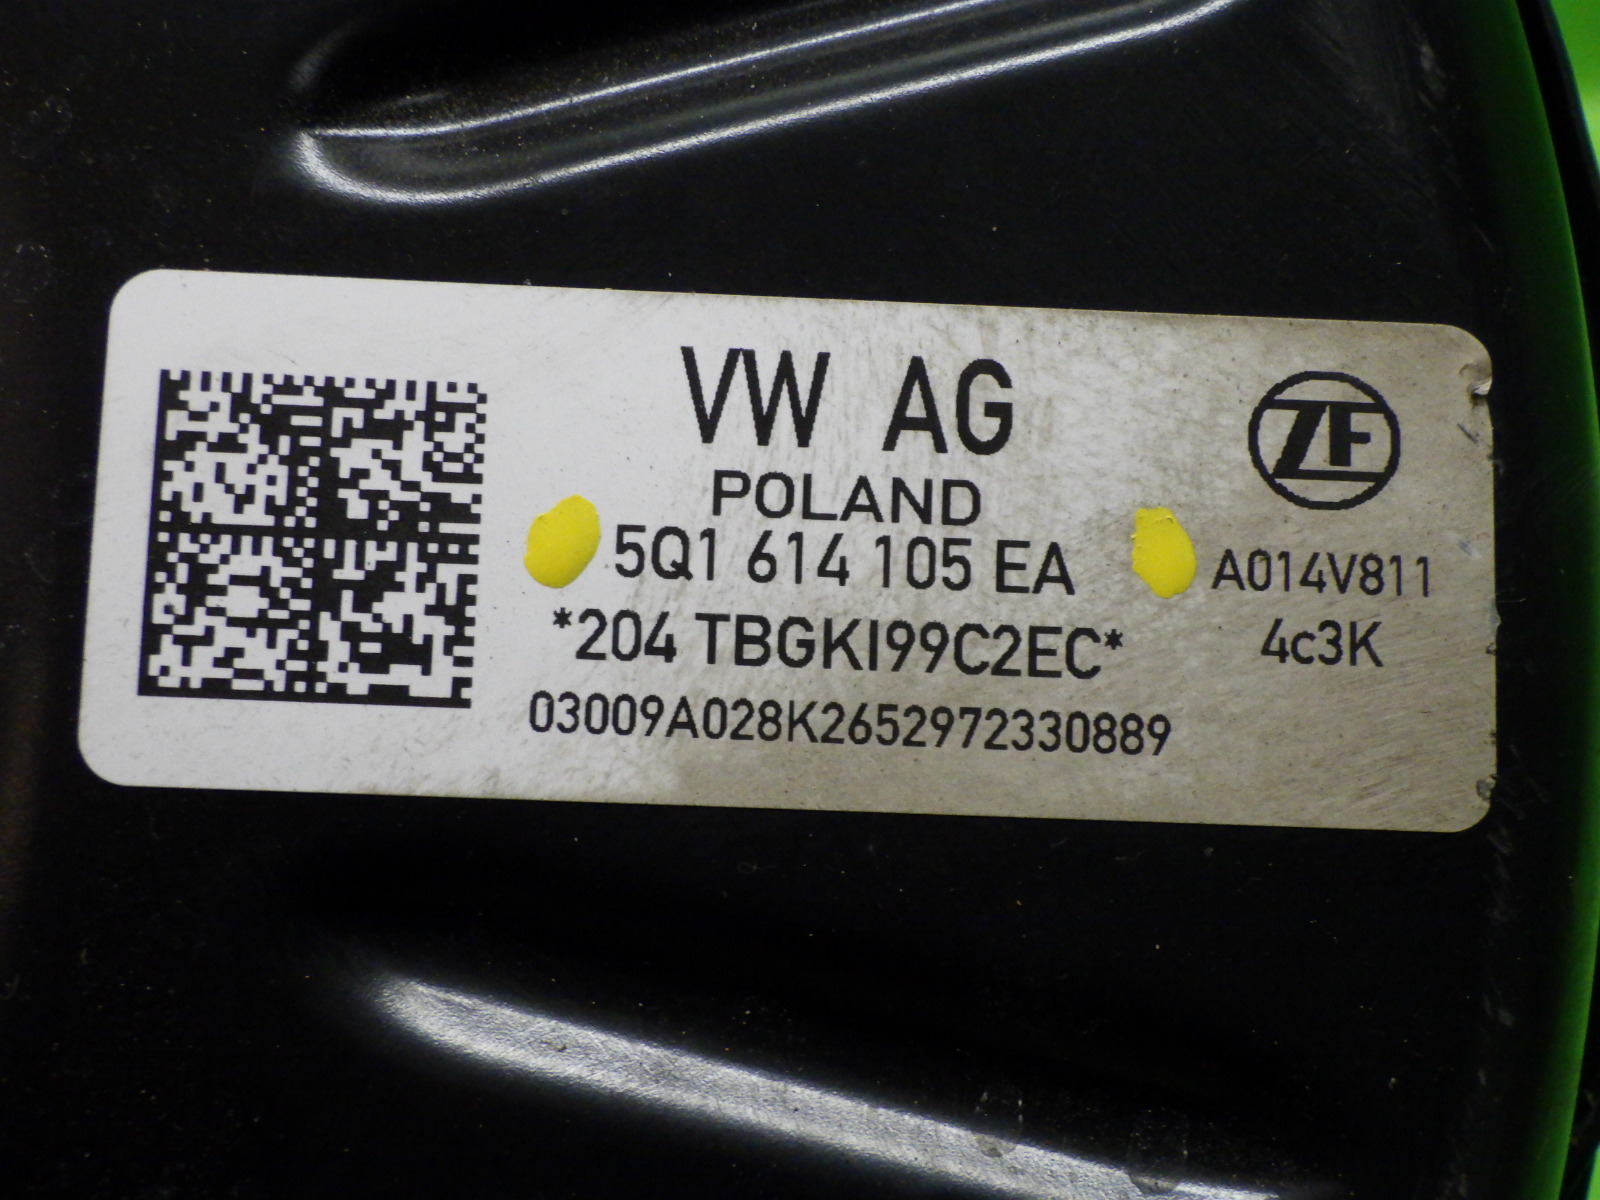 VW AG
ZF
POLAND
5Q1 614 105 EA
A014V811
*204 TBGKI99C2EC*
4c3K
03009A028K2652972330889